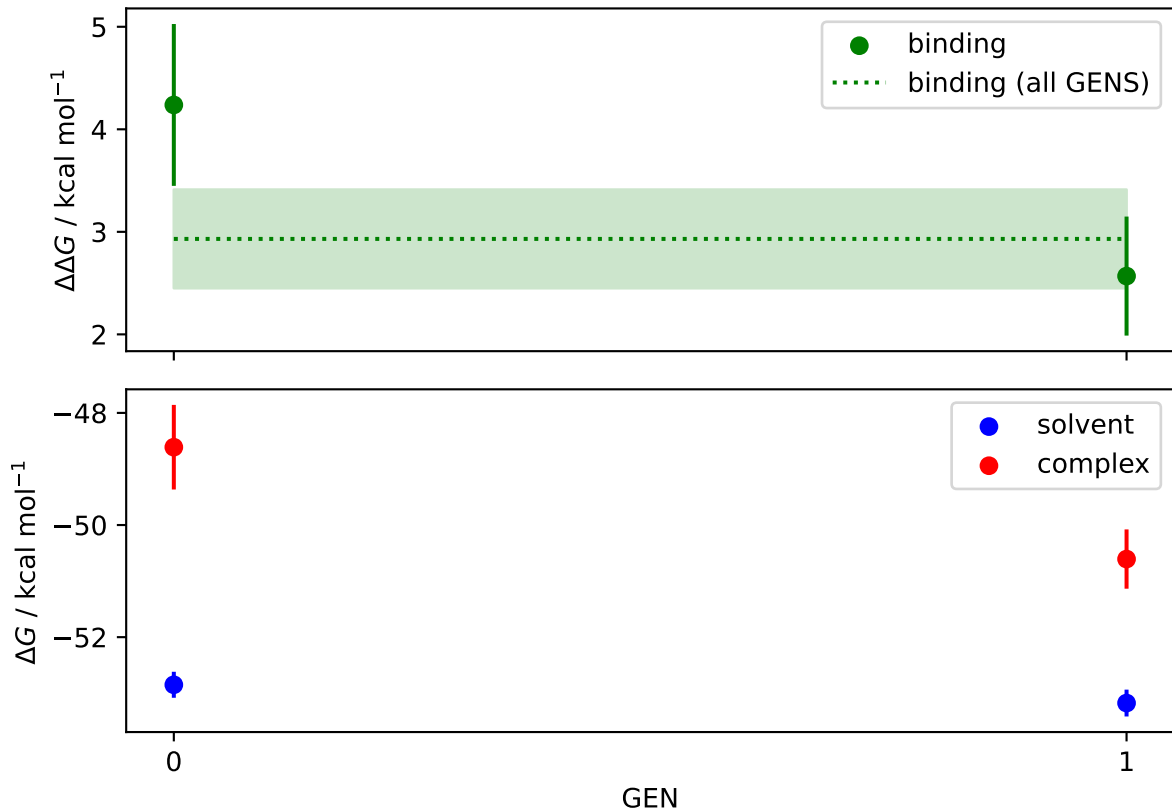 5
4
3
2
ΔΔG / kcal mol⁻¹
binding
binding (all GENS)
−48
−50
−52
ΔG / kcal mol⁻¹
solvent
complex
0
1
GEN